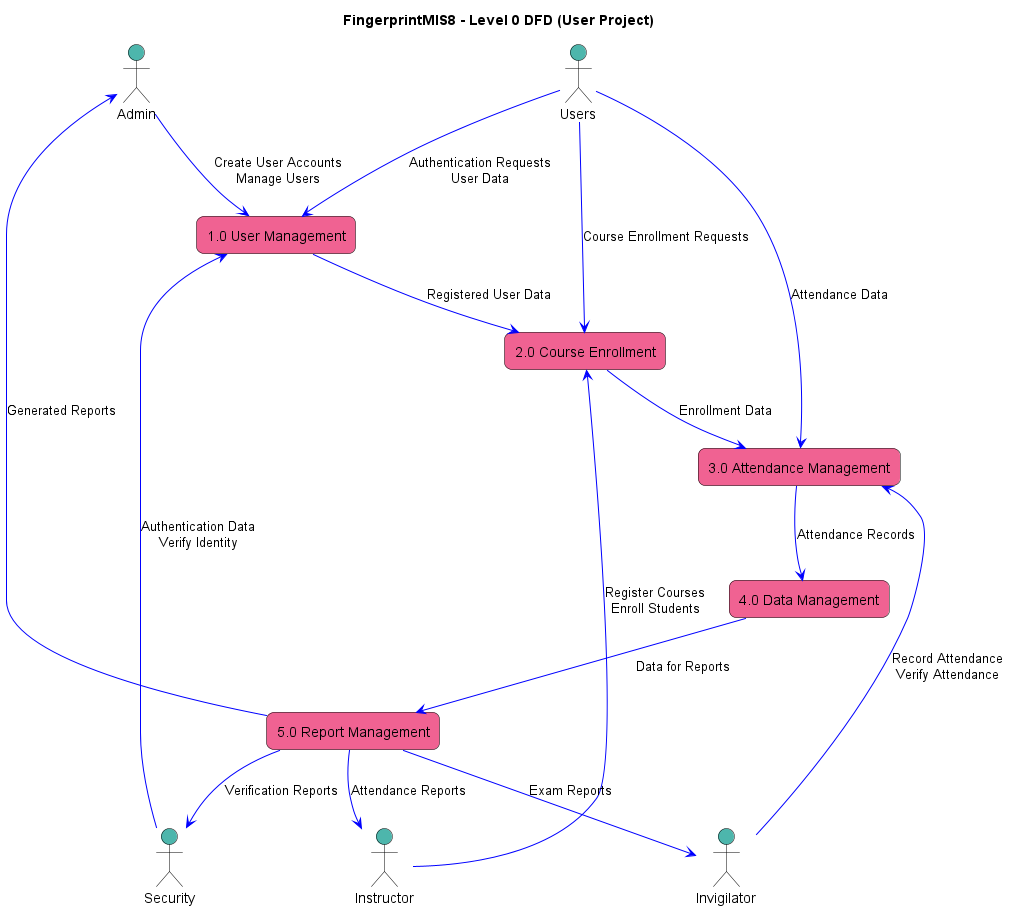 FingerprintMIS8 - Level 0 DFD (User Project)
Admin
Users
Create User Accounts
Manage Users
Authentication Requests
User Data
1.0 User Management
Course Enrollment Requests
Registered User Data
Attendance Data
2.0 Course Enrollment
Generated Reports
Enrollment Data
3.0 Attendance Management
Authentication Data
Verify Identity
Attendance Records
Register Courses
Enroll Students
4.0 Data Management
Record Attendance
Verify Attendance
Data for Reports
5.0 Report Management
Verification Reports
Attendance Reports
Exam Reports
Security
Instructor
Invigilator